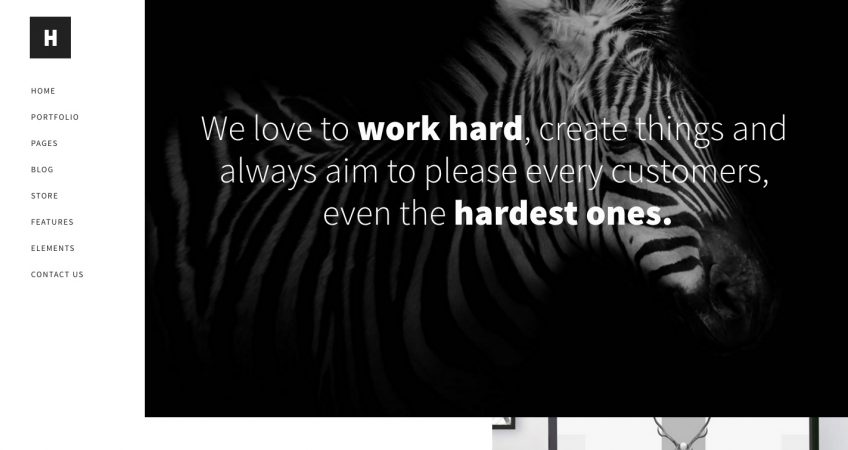 H
HOME
PORTFOLIO
PAGES
BLOG
STORE
FEATURES
ELEMENTS
CONTACT US
We love to work hard, create things and
always aim to please every customers,
even the hardest ones.